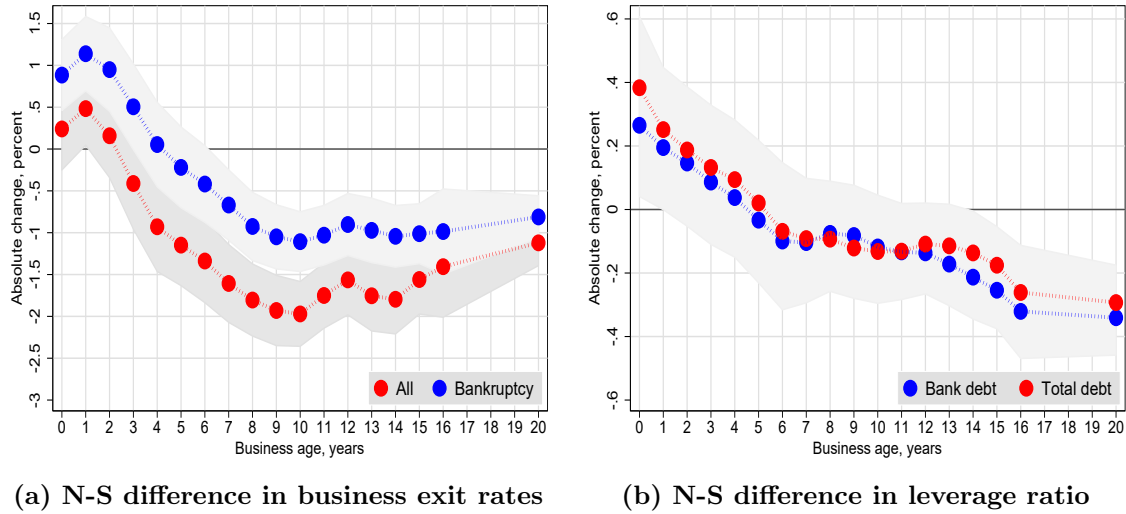 1.5
1
.5
0
-.5
-1
-1.5
-2
-2.5
-3
Absolute change, percent
All
Bankruptcy
0 1 2 3 4 5 6 7 8 9 10 11 12 13 14 15 16 17 19 19 20
Business age, years
(a) N-S difference in business exit rates
.6
.4
.2
0
-.2
-.4
-.6
Absolute change, percent
Bank debt
Total debt
0 1 2 3 4 5 6 7 8 9 10 11 12 13 14 15 16 17 19 19 20
Business age, years
(b) N-S difference in leverage ratio